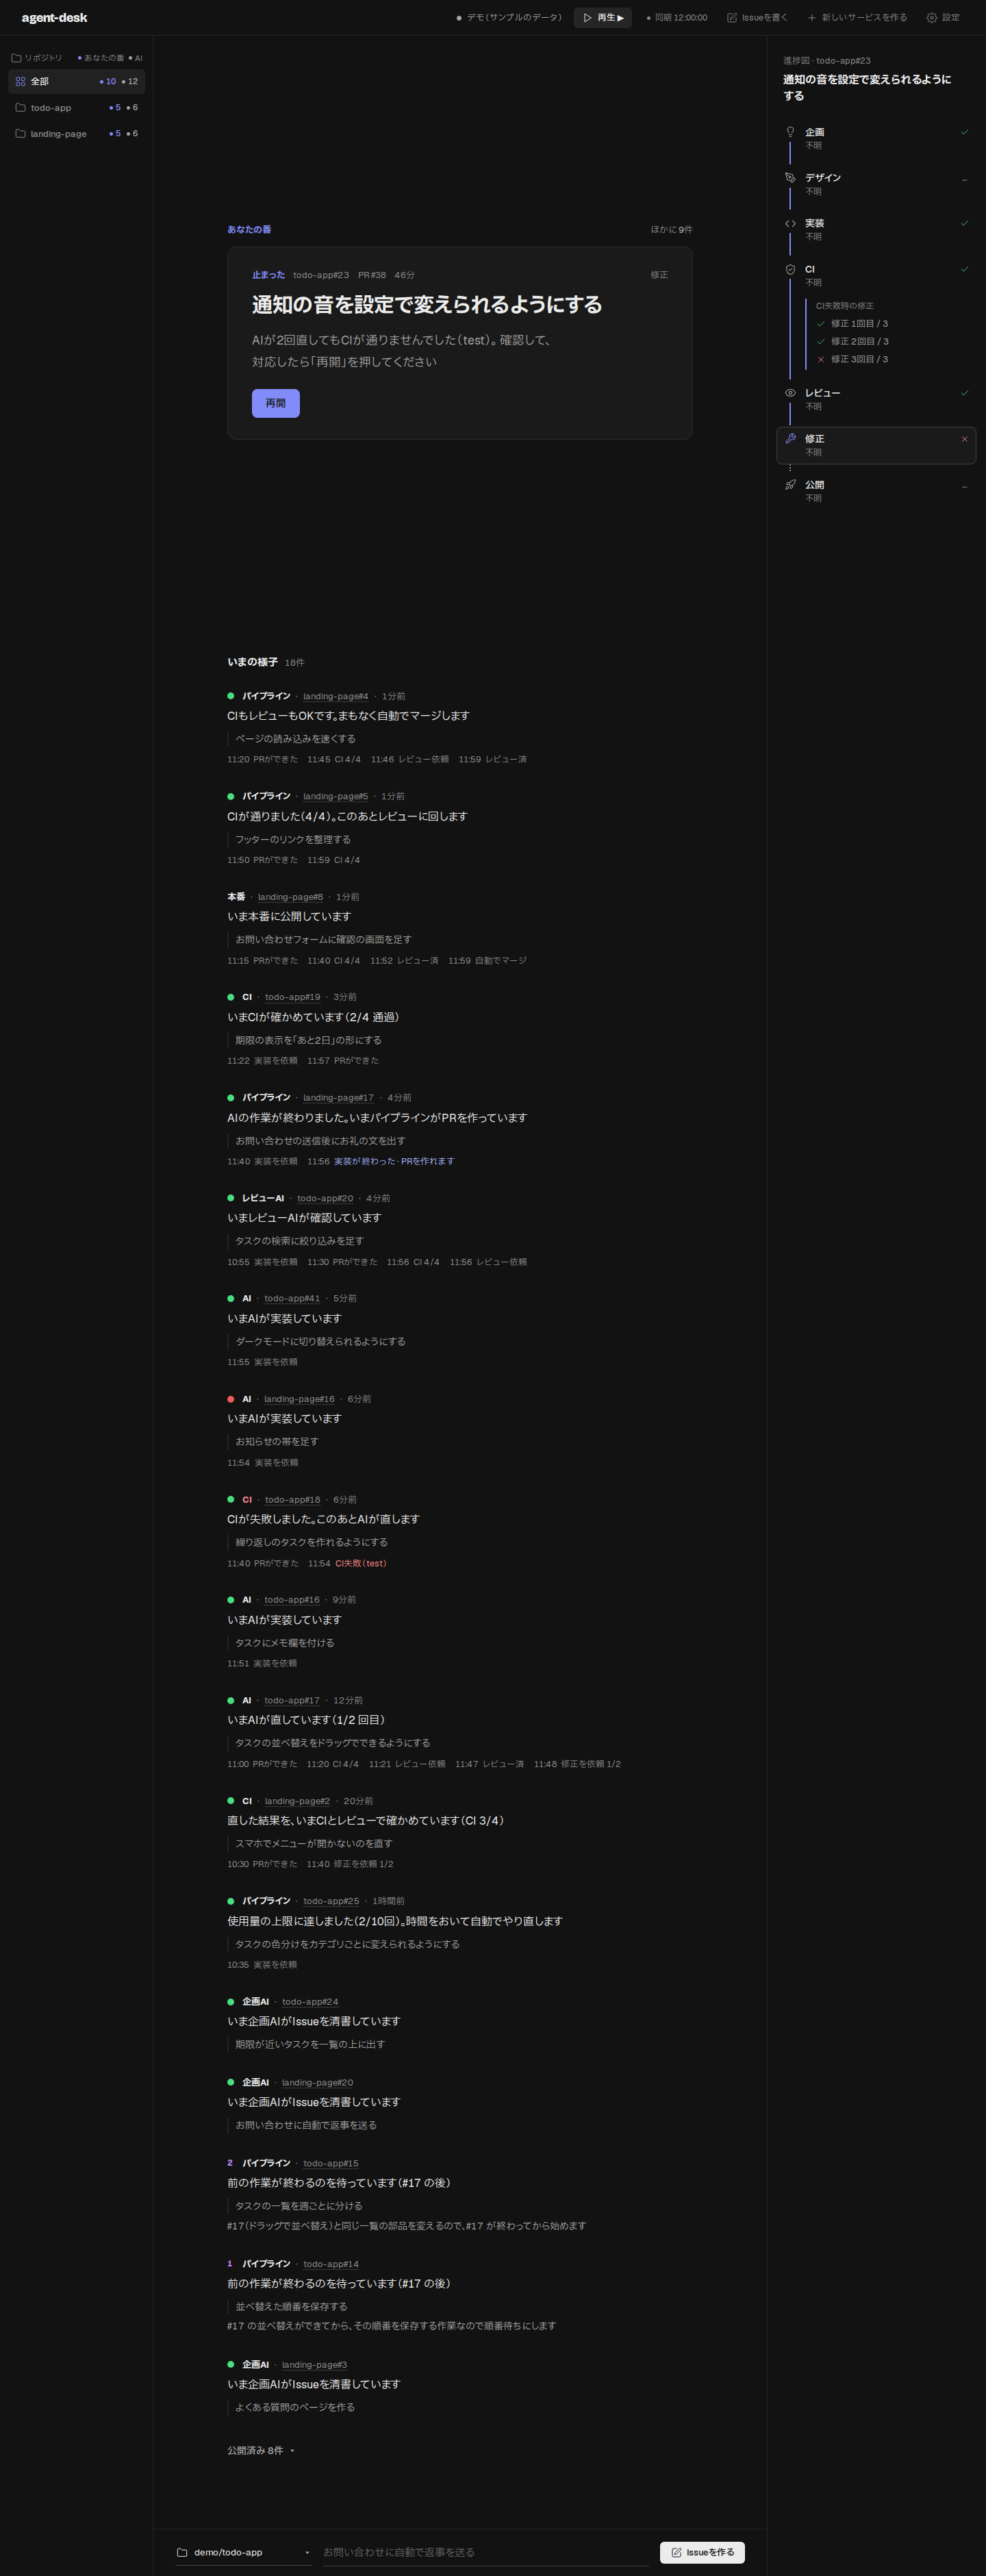 agent-desk
デモ（サンプルのデータ）
再生 ▶
同期 12:00:00
Issueを書く
新しいサービスを作る
設定
リポジトリ
あなたの番
AI
全部 10 12
todo-app 5 6
landing-page 5 6
あなたの番
ほかに 9件
止まった todo-app#23 PR #38 46分
修正
通知の音を設定で変えられるようにする
AIが2回直してもCIが通りませんでした（test）。確認して、
対応したら「再開」を押してください
再開
いまの様子 18件
パイプライン · landing-page#4 · 1分前
CIもレビューもOKです。まもなく自動でマージします
ページの読み込みを速くする
11:20 PRができた 11:45 CI 4/4 11:46 レビュー依頼 11:59 レビュー済
パイプライン · landing-page#5 · 1分前
CIが通りました（4/4）。このあとレビューに回します
フッターのリンクを整理する
11:50 PRができた 11:59 CI 4/4
本番 · landing-page#8 · 1分前
いま本番に公開しています
お問い合わせフォームに確認の画面を足す
11:15 PRができた 11:40 CI 4/4 11:52 レビュー済 11:59 自動でマージ
CI · todo-app#19 · 3分前
いまCIが確かめています（2/4 通過）
期限の表示を「あと2日」の形にする
11:22 実装を依頼 11:57 PRができた
パイプライン · landing-page#17 · 4分前
AIの作業が終わりました。いまパイプラインがPRを作っています
お問い合わせの送信後にお礼の文を出す
11:40 実装を依頼 11:56 実装が終わった · PRを作れます
レビューAI · todo-app#20 · 4分前
いまレビューAIが確認しています
タスクの検索に絞り込みを足す
10:55 実装を依頼 11:30 PRができた 11:56 CI 4/4 11:56 レビュー依頼
AI · todo-app#41 · 5分前
いまAIが実装しています
ダークモードに切り替えられるようにする
11:55 実装を依頼
AI · landing-page#16 · 6分前
いまAIが実装しています
お知らせの帯を足す
11:54 実装を依頼
CI · todo-app#18 · 6分前
CIが失敗しました。このあとAIが直します
繰り返しのタスクを作れるようにする
11:40 PRができた 11:54 CI失敗（test）
AI · todo-app#16 · 9分前
いまAIが実装しています
タスクにメモ欄を付ける
11:51 実装を依頼
AI · todo-app#17 · 12分前
いまAIが直しています（1/2 回目）
タスクの並べ替えをドラッグでできるようにする
11:00 PRができた 11:20 CI 4/4 11:21 レビュー依頼 11:47 レビュー済 11:48 修正を依頼 1/2
CI · landing-page#2 · 20分前
直した結果を、いまCIとレビューで確かめています（CI 3/4）
スマホでメニューが開かないのを直す
10:30 PRができた 11:40 修正を依頼 1/2
パイプライン · todo-app#25 · 1時間前
使用量の上限に達しました（2/10回）。時間をおいて自動でやり直します
タスクの色分けをカテゴリごとに変えられるようにする
10:35 実装を依頼
企画AI · todo-app#24
いま企画AIがIssueを清書しています
期限が近いタスクを一覧の上に出す
企画AI · landing-page#20
いま企画AIがIssueを清書しています
お問い合わせに自動で返事を送る
2 パイプライン · todo-app#15
前の作業が終わるのを待っています（#17 の後）
タスクの一覧を週ごとに分ける
#17（ドラッグで並べ替え）と同じ一覧の部品を変えるので、#17 が終わってから始めます
1 パイプライン · todo-app#14
前の作業が終わるのを待っています（#17 の後）
並べ替えた順番を保存する
#17 の並べ替えができてから、その順番を保存する作業なので順番待ちにします
企画AI · landing-page#3
いま企画AIがIssueを清書しています
よくある質問のページを作る
公開済み 8件
demo/todo-app
お問い合わせに自動で返事を送る
Issueを作る
進捗図 · todo-app#23
通知の音を設定で変えられるように
する
企画
不明
デザイン
不明
実装
不明
CI
不明
CI失敗時の修正
修正 1回目 / 3
修正 2回目 / 3
修正 3回目 / 3
レビュー
不明
修正
不明
公開
不明